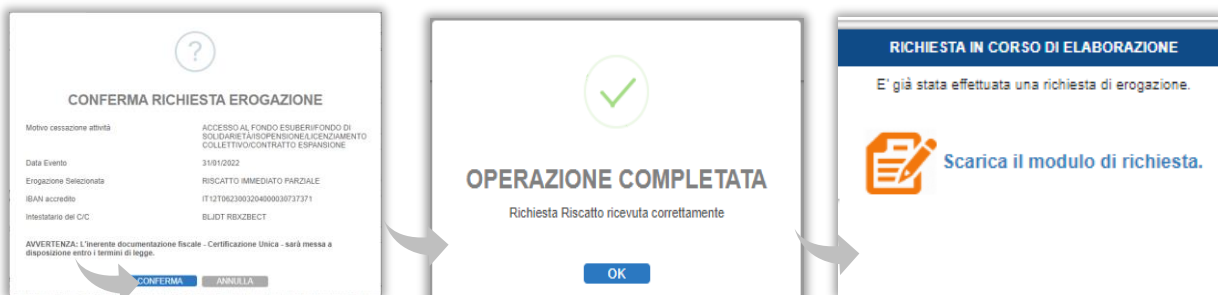 ?
CONFERMA RICHIESTA EROGAZIONE
Motivo cessazione attività
ACCESSO AL FONDO ESUBERI/FONDO DI
SOLIDARIETÀ/ISOPENSIONE/LICENZIAMENTO
COLLETTIVO/CONTRATTO ESPANSIONE
Data Evento
31/01/2022
Erogazione Selezionata
RISCATTO IMMEDIATO PARZIALE
IBAN accredito
IT12T0623003204000030737371
Intestatario del C/C
BLJDT RBXZBECT
AVVERTENZA: L'inerente documentazione fiscale - Certificazione Unica - sarà messa a
disposizione entro i termini di legge.
CONFERMA
ANNULLA
OPERAZIONE COMPLETATA
Richiesta Riscatto ricevuta correttamente
OK
RICHIESTA IN CORSO DI ELABORAZIONE
E' già stata effettuata una richiesta di erogazione.
Scarica il modulo di richiesta.